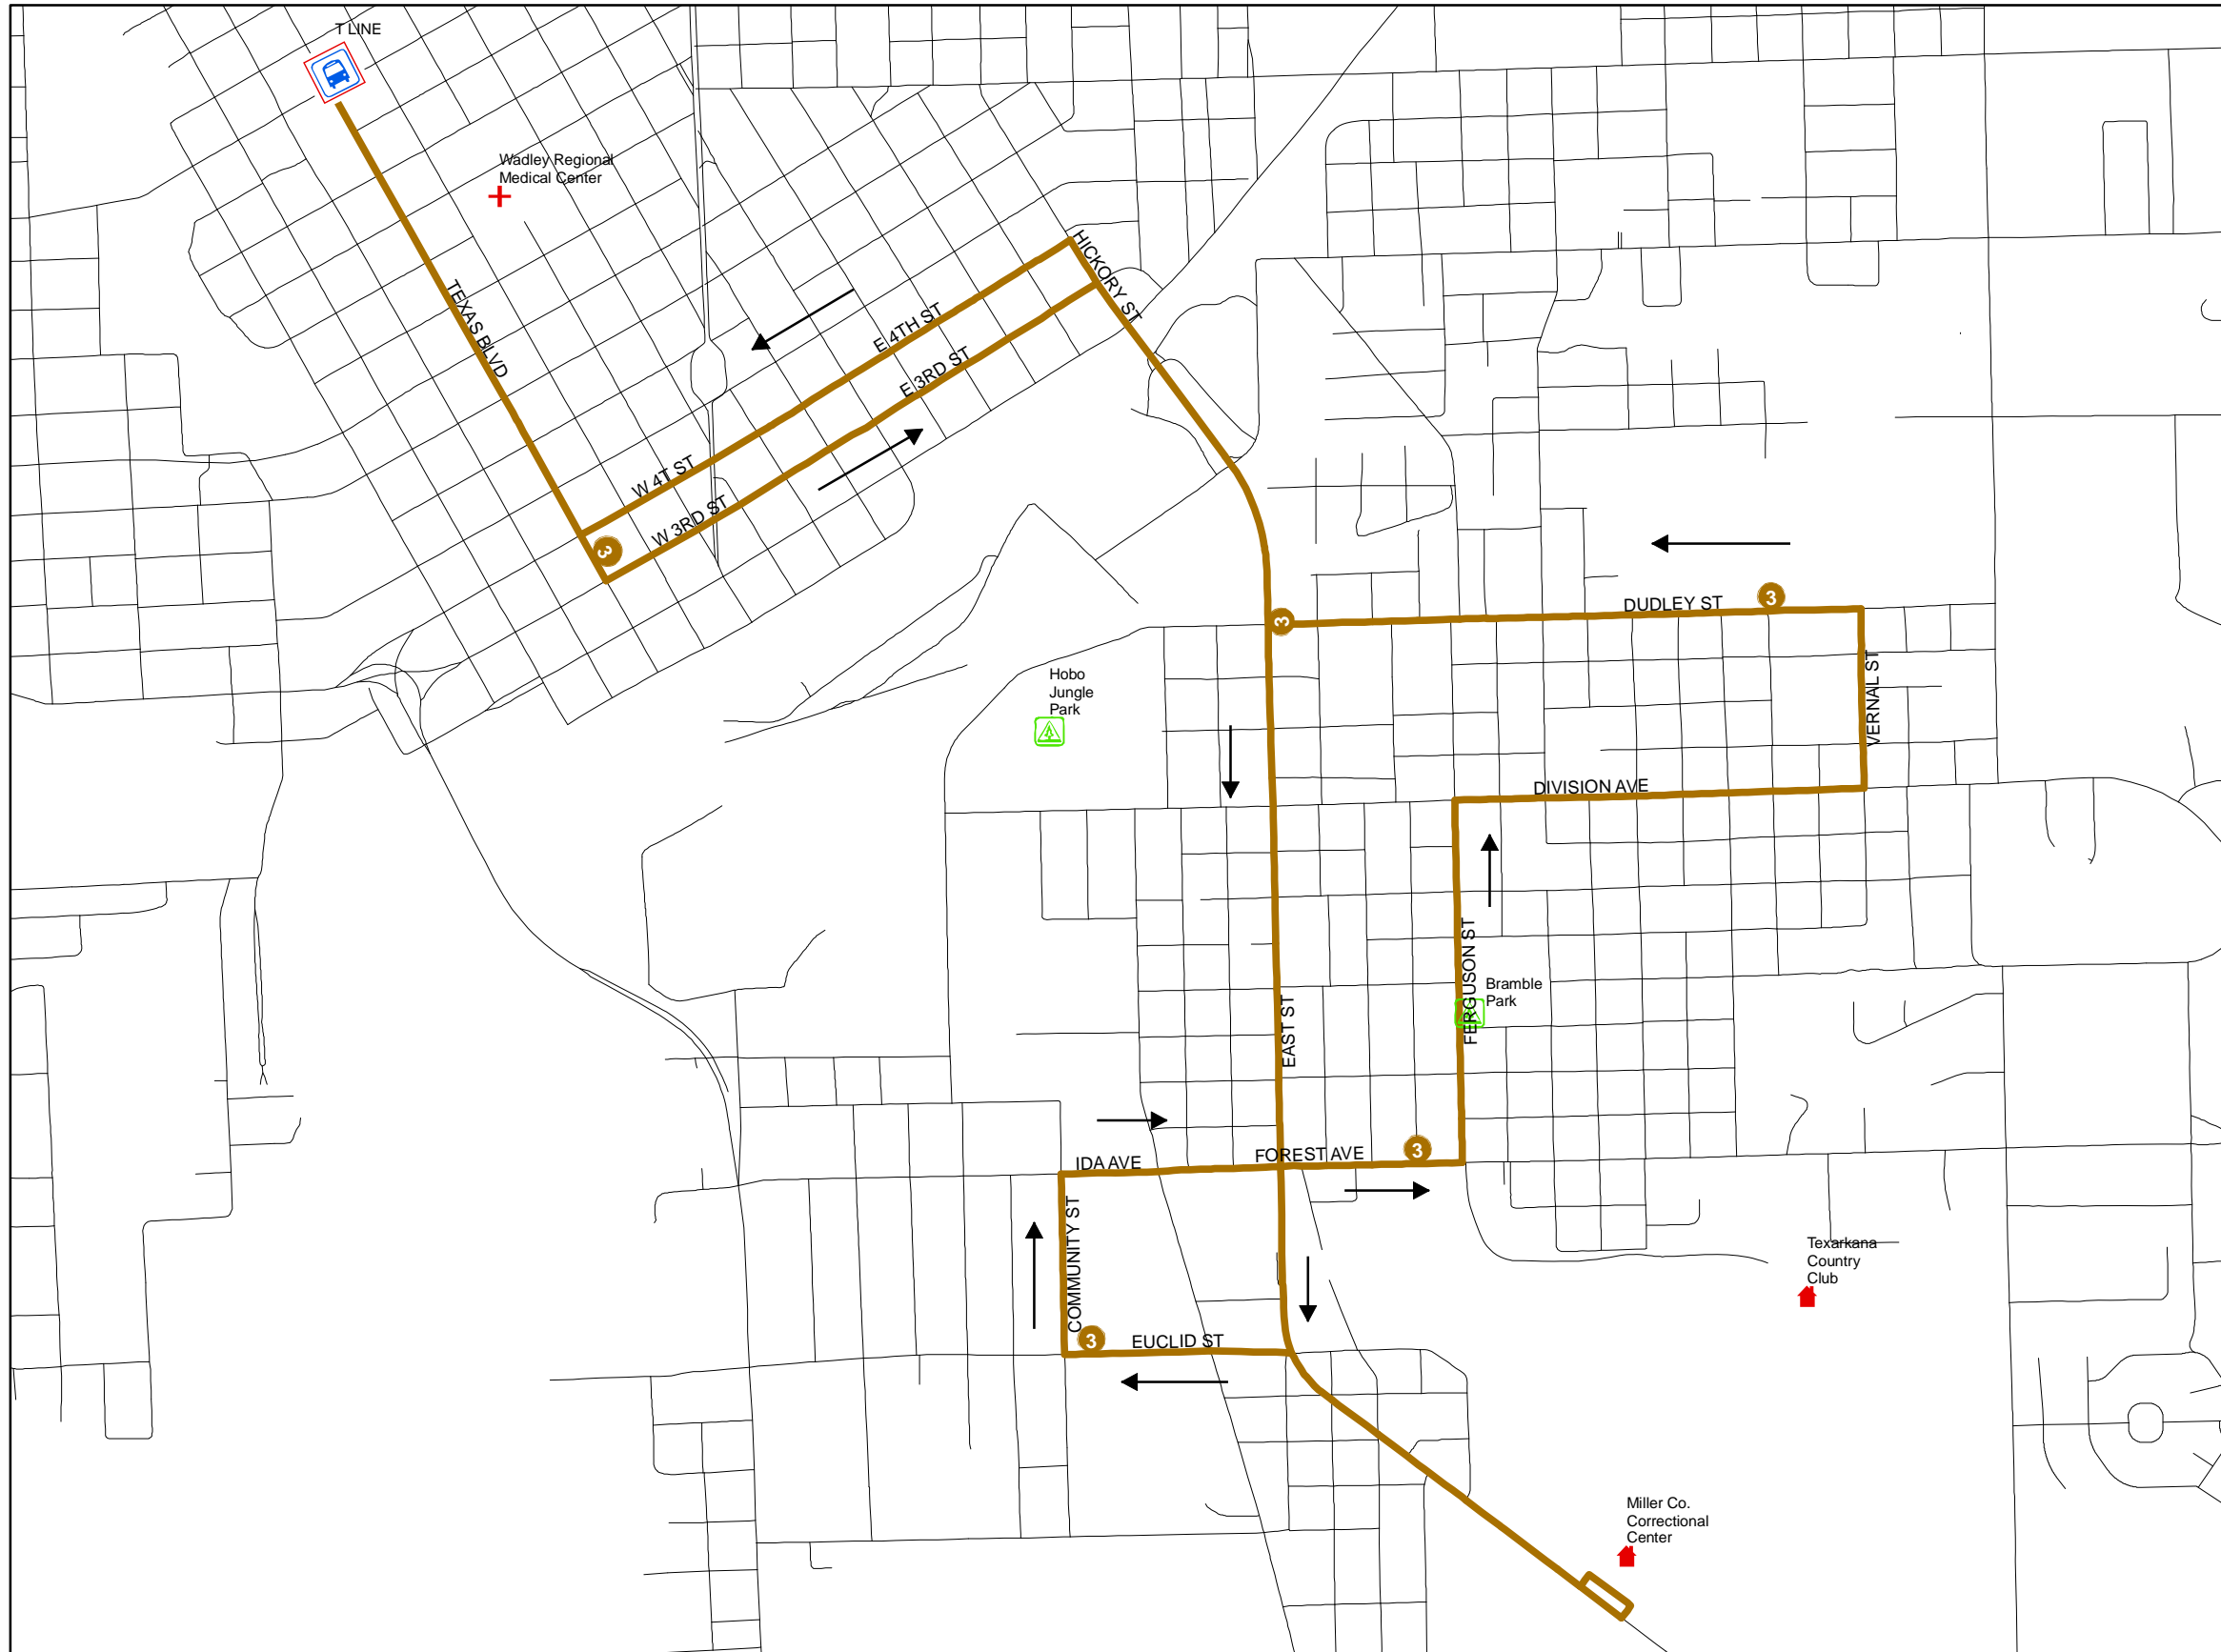 T LINE
Wadley Regional
Medical Center
HICKORY ST
TEXAS BLVD
E 4TH ST
E 3RD ST
W 4T ST
W 3RD ST
3
3
DUDLEY ST
3
VERNAL ST
Hobo
Jungle
Park
DIVISION AVE
FERGUSON ST
Bramble
Park
EAST ST
IDA AVE
FOREST AVE
3
COMMUNITY ST
3
EUCLID ST
Texarkana
Country
Club
Miller Co.
Correctional
Center